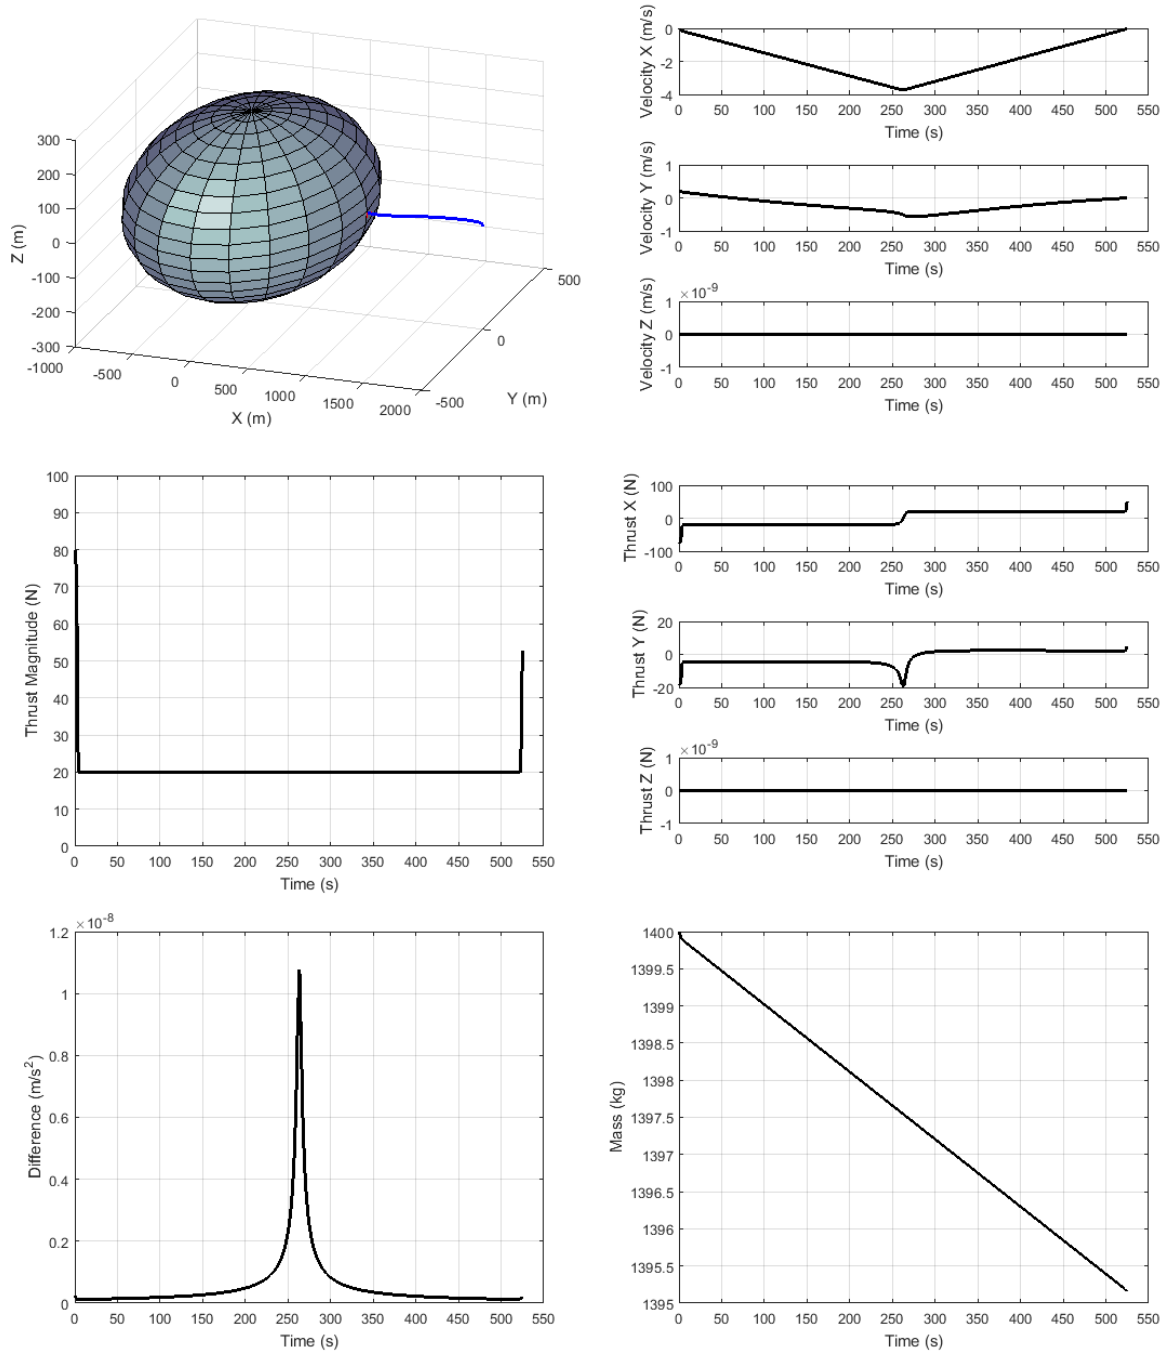 300
200
100
0
-100
-200
-300
Z (m)
-1000
-500
0
500
1000
1500
2000
X (m)
-500
0
500
Y (m)
0
-2
-4
Velocity X (m/s)
0 50 100 150 200 250 300 350 400 450 500 550
Time (s)
1
0
-1
Velocity Y (m/s)
0 50 100 150 200 250 300 350 400 450 500 550
Time (s)
×10-9
1
0
-1
Velocity Z (m/s)
0 50 100 150 200 250 300 350 400 450 500 550
Time (s)
100
90
80
70
60
50
40
30
20
10
0
Thrust Magnitude (N)
0 50 100 150 200 250 300 350 400 450 500 550
Time (s)
100
0
-100
Thrust X (N)
0 50 100 150 200 250 300 350 400 450 500 550
Time (s)
20
0
-20
Thrust Y (N)
0 50 100 150 200 250 300 350 400 450 500 550
Time (s)
×10-9
1
0
-1
Thrust Z (N)
0 50 100 150 200 250 300 350 400 450 500 550
Time (s)
×10-8
1.2
1
0.8
0.6
0.4
0.2
0
Difference (m/s2)
0 50 100 150 200 250 300 350 400 450 500 550
Time (s)
1400
1399.5
1399
1398.5
1398
1397.5
1397
1396.5
1396
1395.5
1395
Mass (kg)
0 50 100 150 200 250 300 350 400 450 500 550
Time (s)